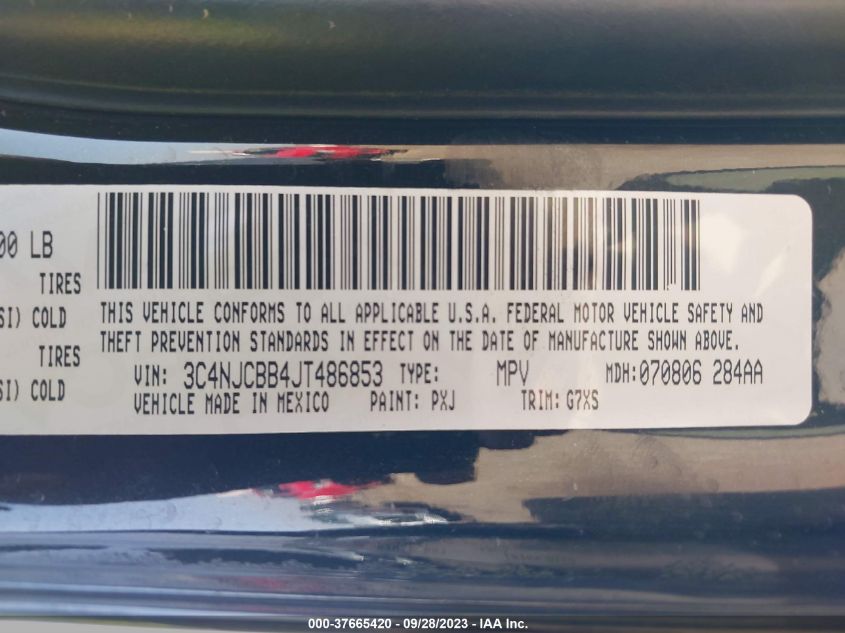 00 LB
TIRES
SI) COLD
TIRES
SI) COLD
THIS VEHICLE CONFORMS TO ALL APPLICABLE U.S.A. FEDERAL MOTOR VEHICLE SAFETY AND
THEFT PREVENTION STANDARDS IN EFFECT ON THE DATE OF MANUFACTURE SHOWN ABOVE.
VIN: 3C4NJCBB4JT486853 TYPE: MPV MDH:070806 284AA
VEHICLE MADE IN MEXICO PAINT: PXJ TRIM: G7XS
000-37665420 - 09/28/2023 - IAA Inc.